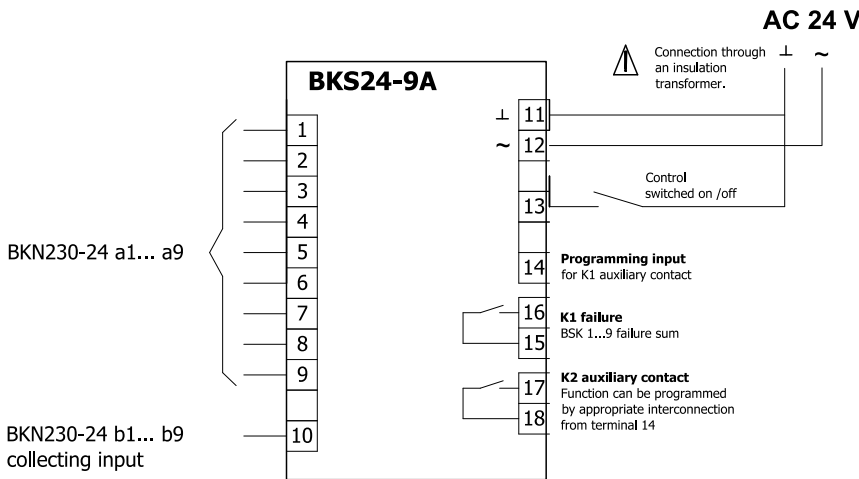 AC 24 V
⊥ ~
Connection through
an insulation
transformer.
BKS24-9A
⊥ 11
~ 12
1
2
3
4
5
6
7
8
9
10
BKN230-24 a1... a9
BKN230-24 b1... b9
collecting input
Control
switched on /off
13
14
Programming input
for K1 auxiliary contact
16
15
K1 failure
BSK 1...9 failure sum
17
18
K2 auxiliary contact
Function can be programmed
by appropriate interconnection
from terminal 14